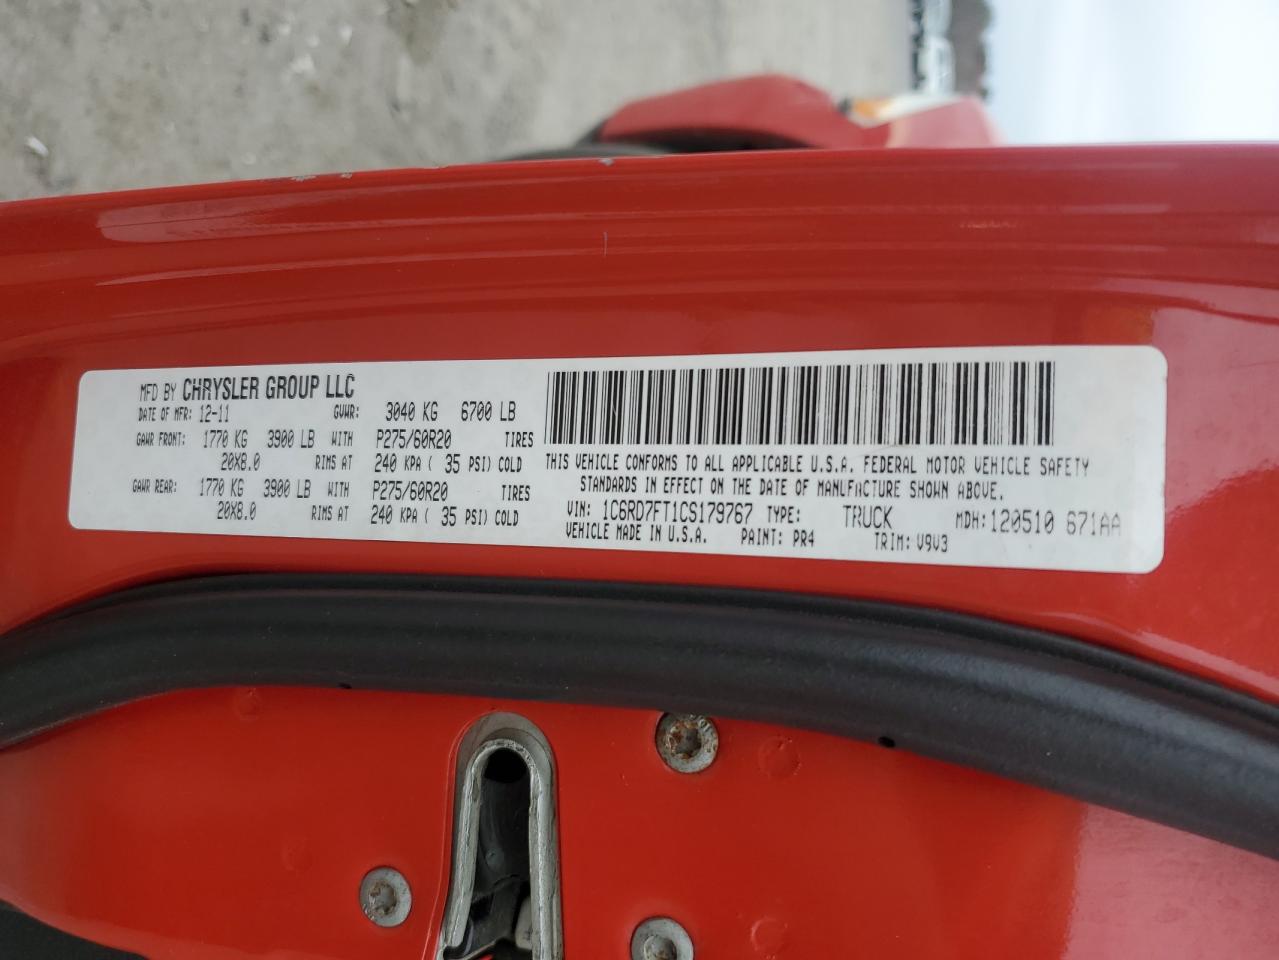 MFD BY CHRYSLER GROUP LLC
DATE OF MFR: 12-11 GVWR: 3040 KG 6700 LB
GAWR FRONT: 1770 KG 3900 LB WITH P275/60R20 TIRES
20X8.0 RIMS AT 240 KPA ( 35 PSI) COLD
GAWR REAR: 1770 KG 3900 LB WITH P275/60R20 TIRES
20X8.0 RIMS AT 240 KPA ( 35 PSI) COLD
THIS VEHICLE CONFORMS TO ALL APPLICABLE U.S.A. FEDERAL MOTOR VEHICLE SAFETY
STANDARDS IN EFFECT ON THE DATE OF MANUFACTURE SHOWN ABOVE.
VIN: 1C6RD7FT1CS179767 TYPE: TRUCK MDH: 120510 671AA
VEHICLE MADE IN U.S.A. PAINT: PR4 TRIM: V9V3